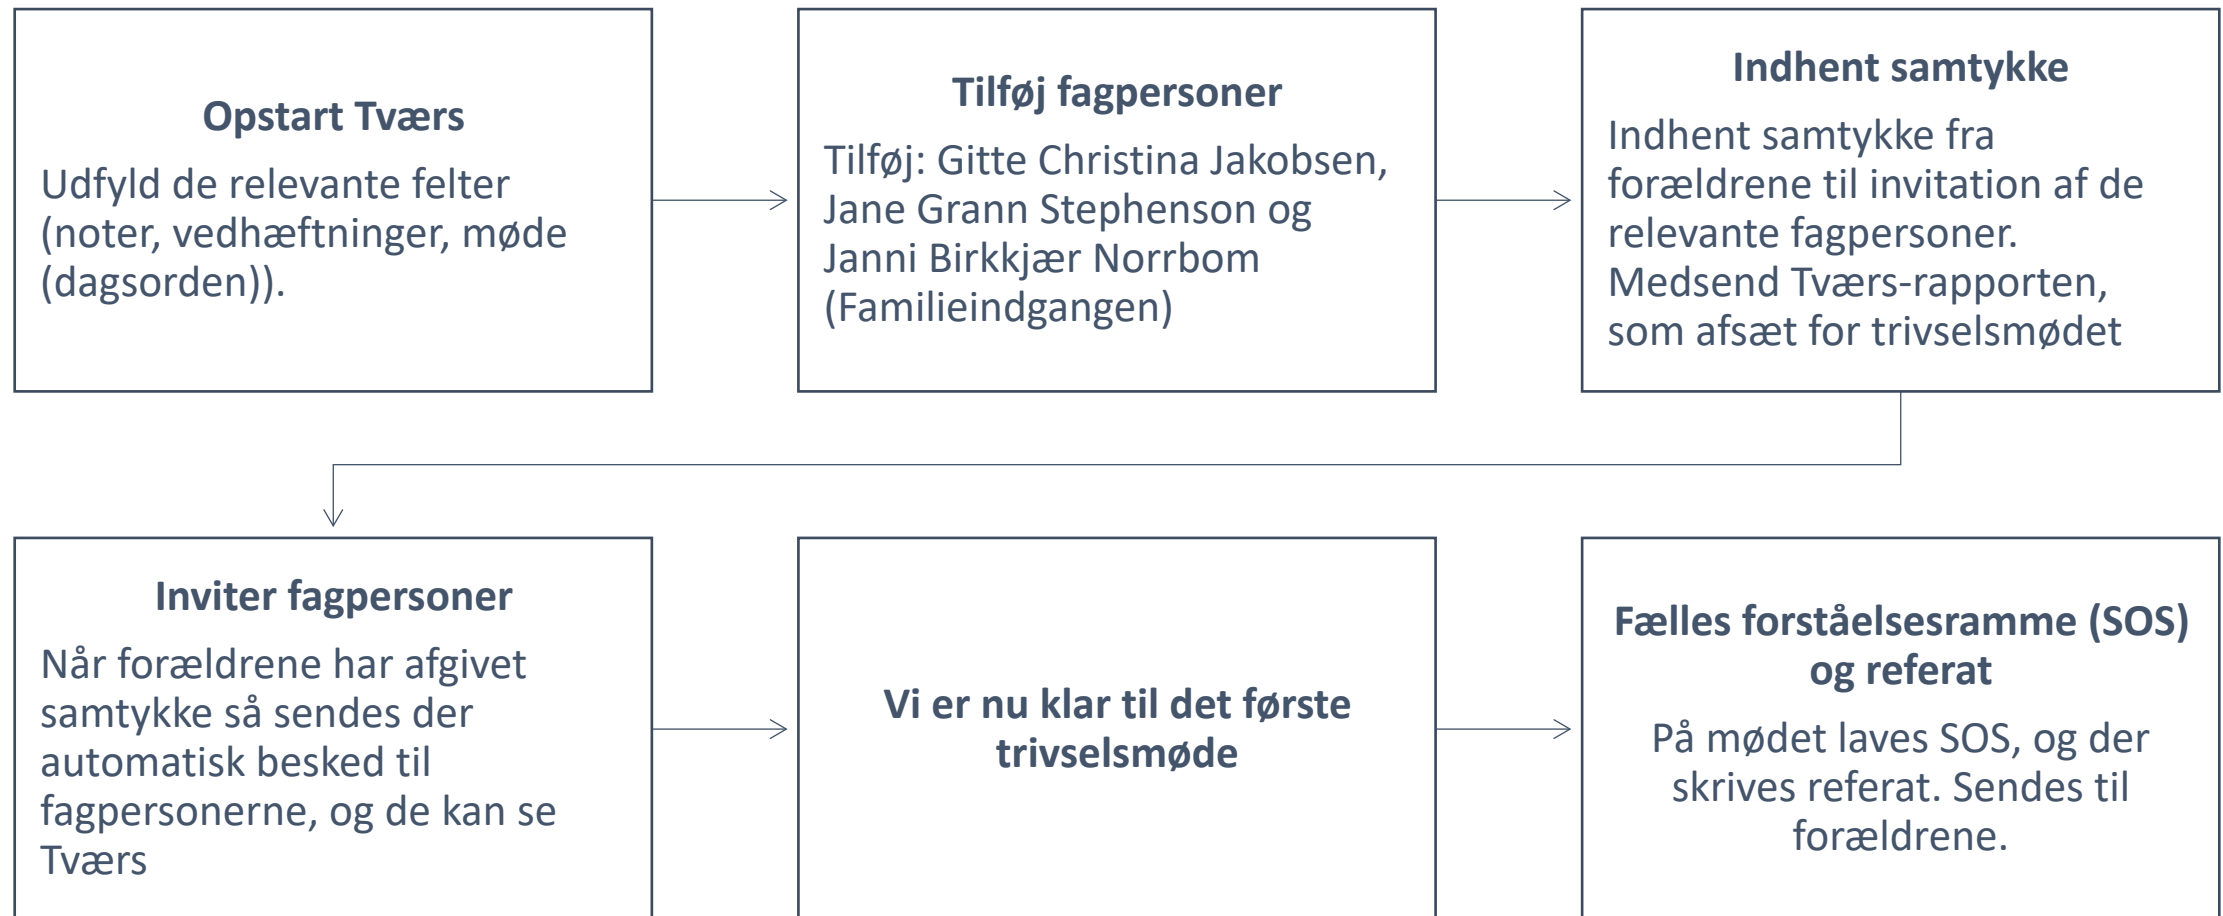 Opstart Tværs
Udfyld de relevante felter
(noter, vedhæftninger, møde
(dagsorden)).
Tilføj fagpersoner
Tilføj: Gitte Christina Jakobsen,
Jane Grann Stephenson og
Janni Birkkjær Norrbom
(Familieindgangen)
Indhent samtykke
Indhent samtykke fra
forældrene til invitation af de
relevante fagpersoner.
Medsend Tværs-rapporten,
som afsæt for trivselsmødet
Inviter fagpersoner
Når forældrene har afgivet
samtykke så sendes der
automatisk besked til
fagpersonerne, og de kan se
Tværs
Vi er nu klar til det første
trivselsmøde
Fælles forståelsesramme (SOS)
og referat
På mødet laves SOS, og der
skrives referat. Sendes til
forældrene.